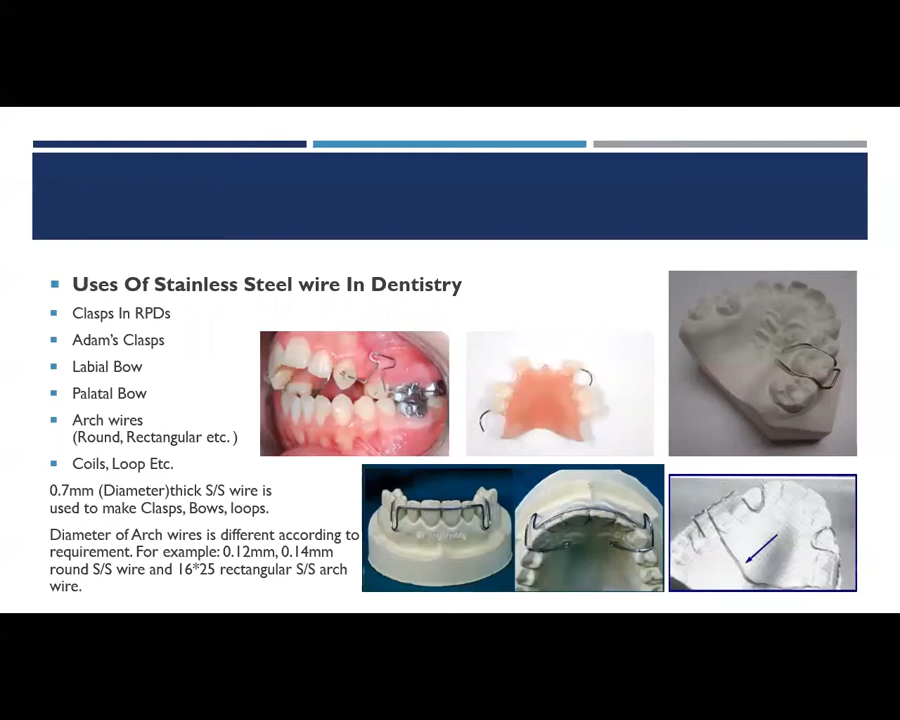 Uses Of Stainless Steel wire In Dentistry
Clasps In RPDs
Adam's Clasps
Labial Bow
Palatal Bow
Arch wires
(Round, Rectangular etc. )
Coils, Loop Etc.
0.7mm (Diameter)thick S/S wire is
used to make Clasps, Bows, loops.
Diameter of Arch wires is different according to
requirement. For example: 0.12mm, 0.14mm
round S/S wire and 16*25 rectangular S/S arch
wire.